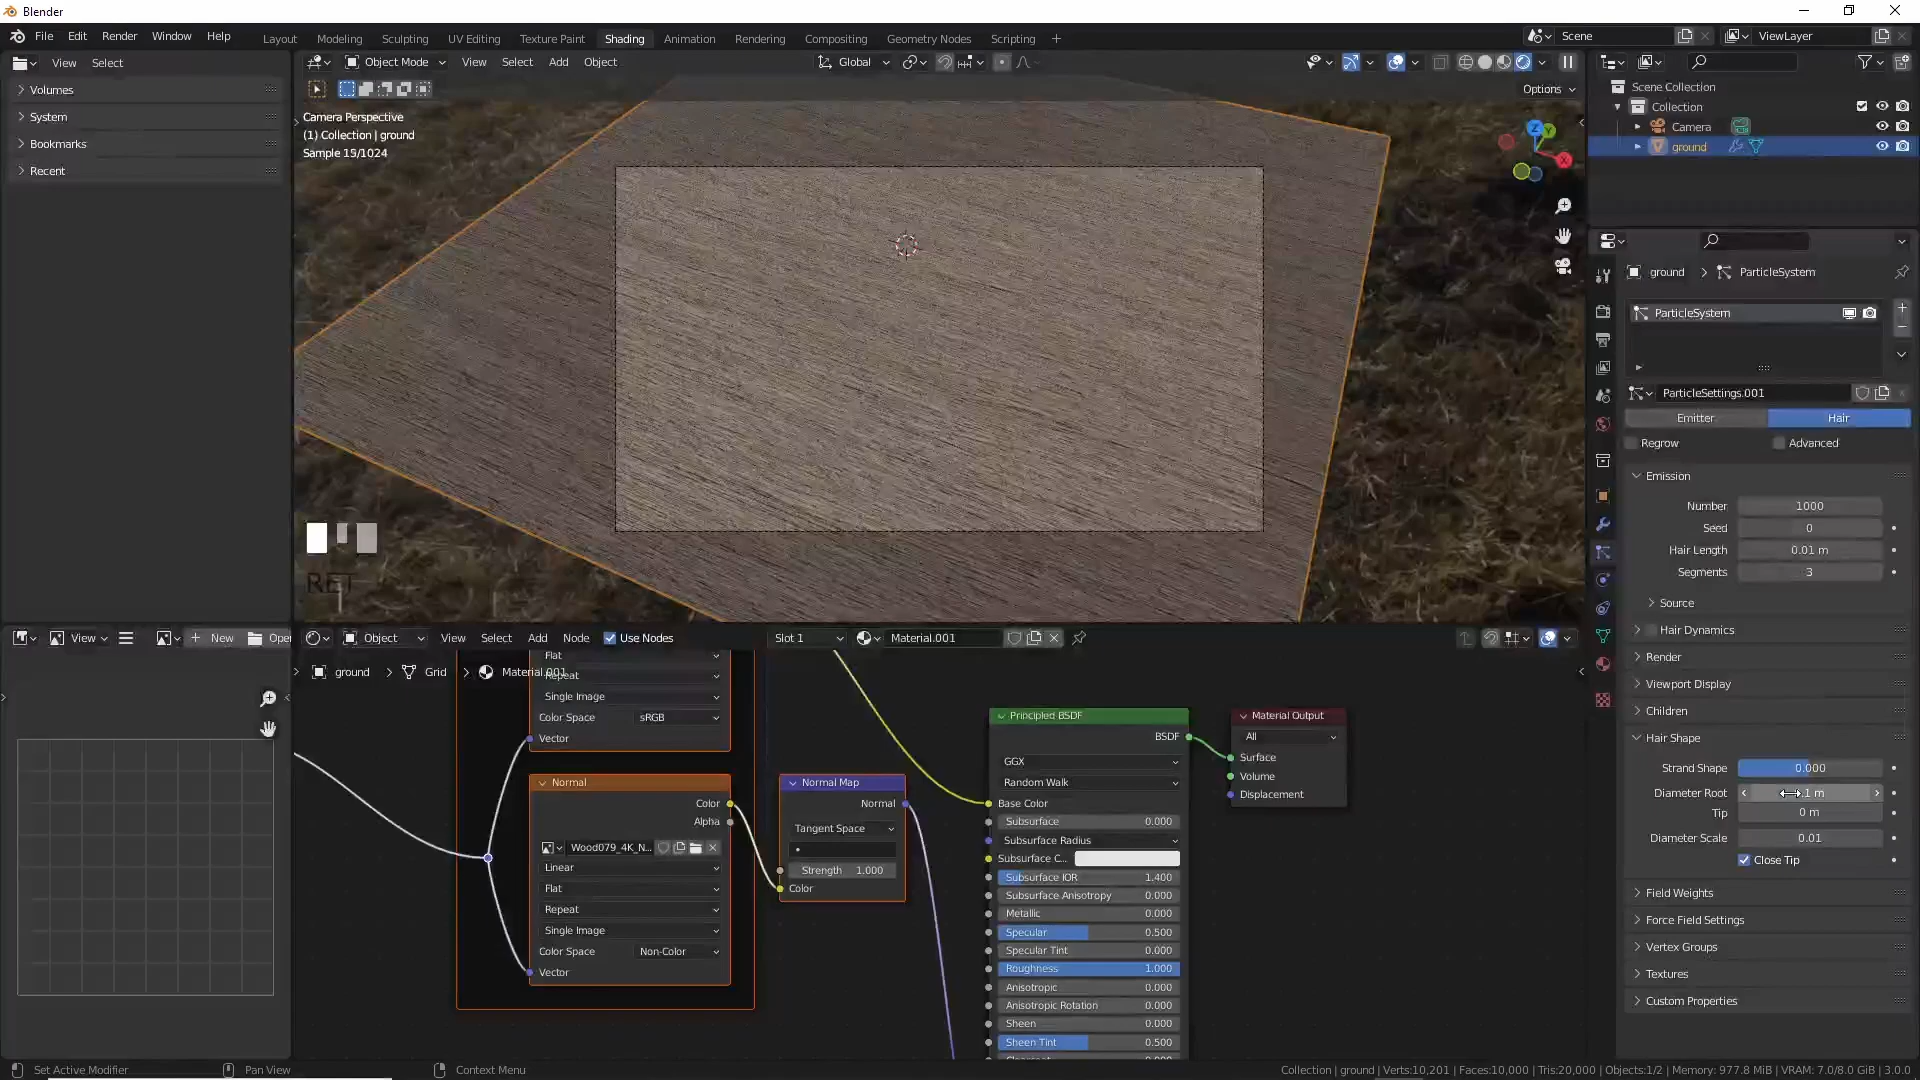 Blender
File Edit Render Window Help
Layout Modeling Sculpting UV Editing Texture Paint Shading Animation Rendering Compositing Geometry Nodes Scripting +
Scene
ViewLayer
View Select
Volumes
System
Bookmarks
Recent
Object Mode View Select Add Object
Global
Options
Camera Perspective
(1) Collection | ground
Sample 15/1024
Z
Y
X
RET
Scene Collection
Collection
Camera
ground
ground > ParticleSystem
ParticleSystem
ParticleSettings.001
Emitter Hair
Regrow Advanced
Emission
Number 1000
Seed 0
Hair Length 0.01 m
Segments 3
Source
Hair Dynamics
Render
Viewport Display
Children
Hair Shape
Strand Shape 0.000
Diameter Root .1 m
Tip 0 m
Diameter Scale 0.01
Close Tip
Field Weights
Force Field Settings
Vertex Groups
Textures
Custom Properties
View New Open
Object View Select Add Node Use Nodes Slot 1 Material.001
ground > Grid > Material.001
Flat
Repeat
Single Image
Color Space sRGB
Vector
Normal
Color
Alpha
Wood079_4K_N...
Linear
Flat
Repeat
Single Image
Color Space Non-Color
Vector
Normal Map
Normal
Tangent Space
Strength 1.000
Color
Principled BSDF
BSDF
GGX
Random Walk
Base Color
Subsurface 0.000
Subsurface Radius
Subsurface C...
Subsurface IOR 1.400
Subsurface Anisotropy 0.000
Metallic 0.000
Specular 0.500
Specular Tint 0.000
Roughness 1.000
Anisotropic 0.000
Anisotropic Rotation 0.000
Sheen 0.000
Sheen Tint 0.500
Material Output
All
Surface
Volume
Displacement
Set Active Modifier Pan View Context Menu
Collection | ground | Verts:10,201 | Faces:10,000 | Tris:20,000 | Objects:1/2 | Memory: 977.8 MiB | VRAM: 7.0/8.0 GiB | 3.0.0